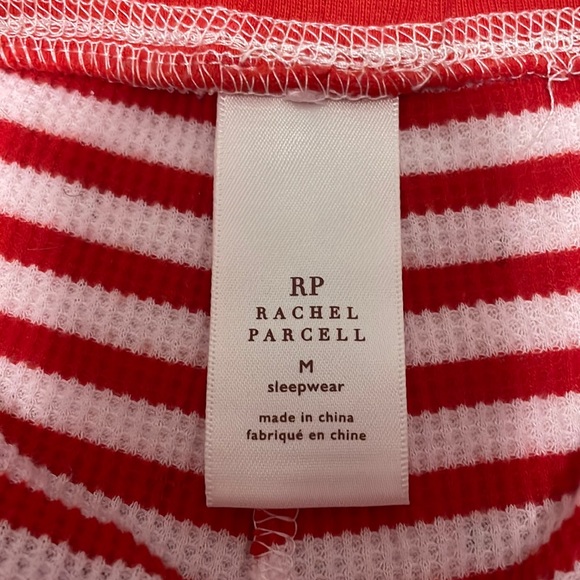 RP
RACHEL
PARCELL
M
sleepwear
made in china
fabriqué en chine